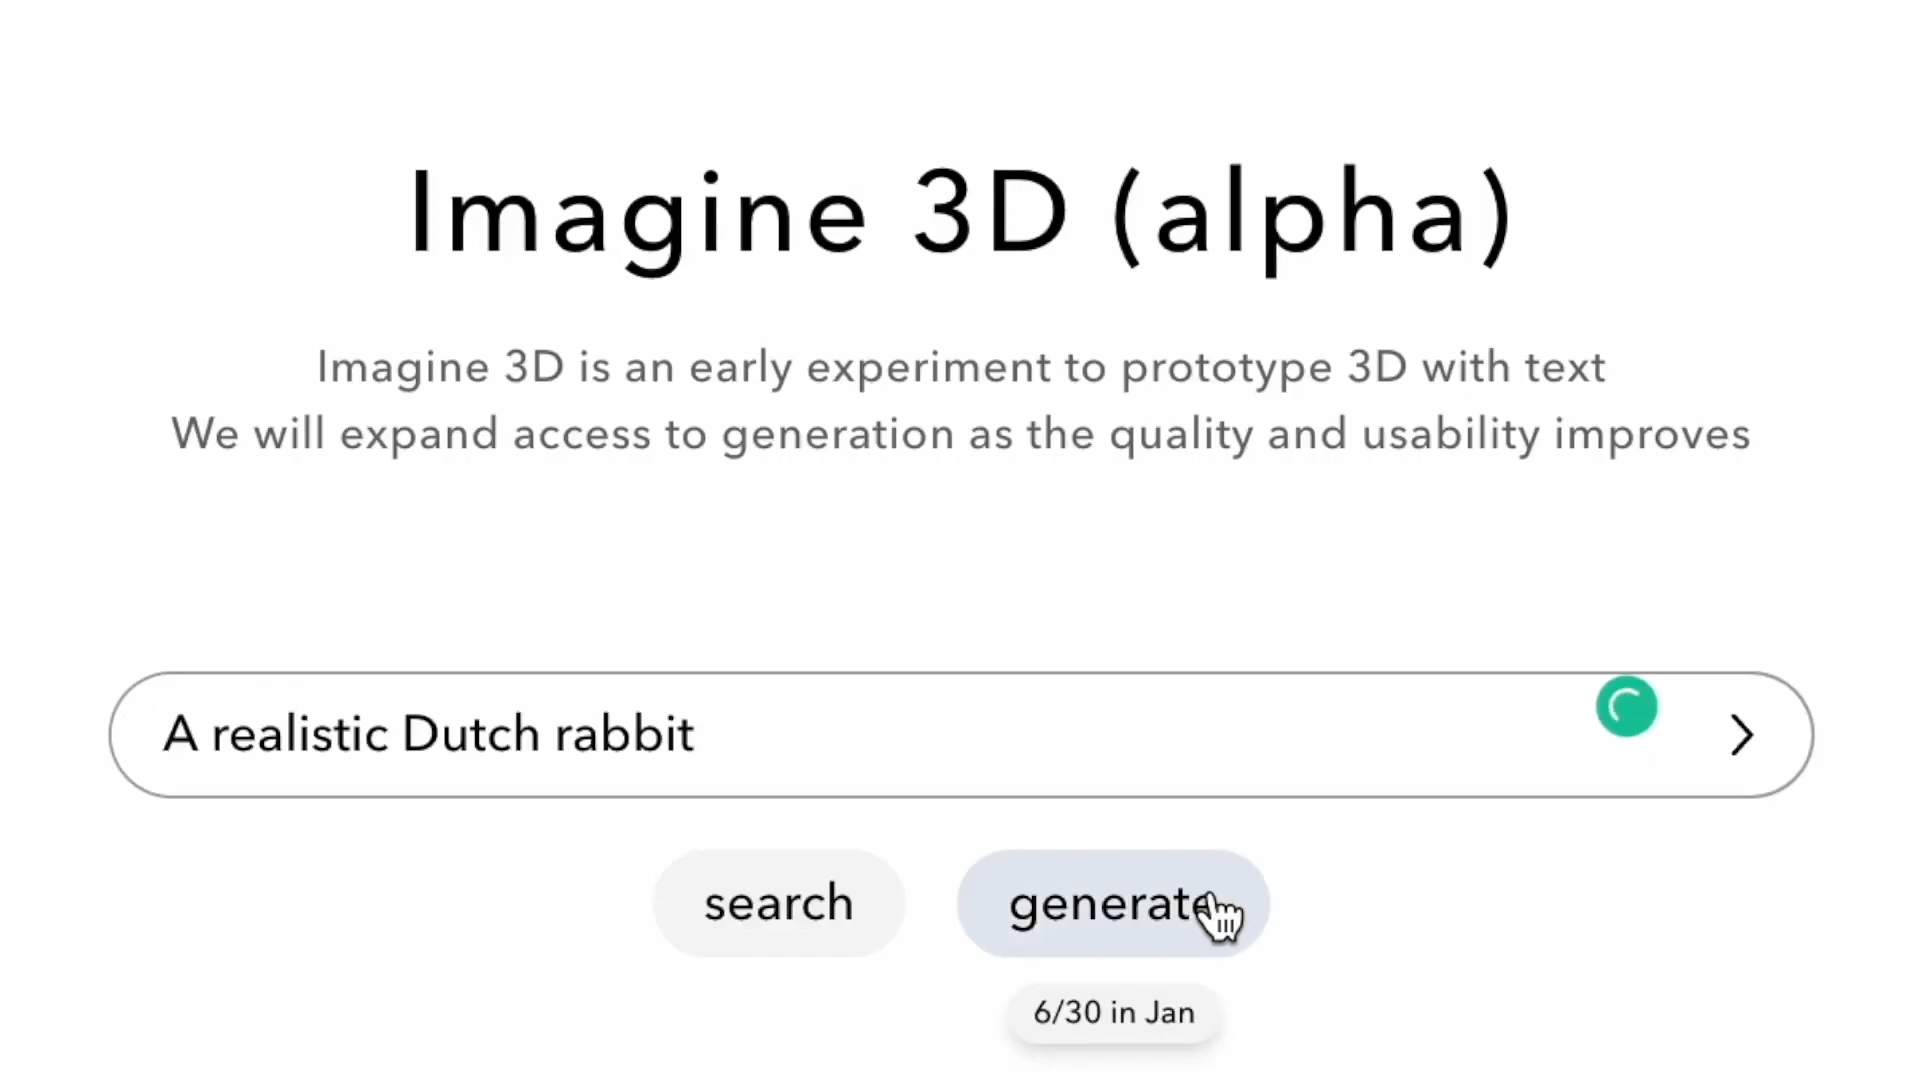 Imagine 3D (alpha)
Imagine 3D is an early experiment to prototype 3D with text
We will expand access to generation as the quality and usability improves
A realistic Dutch rabbit
search
generate
6/30 in Jan